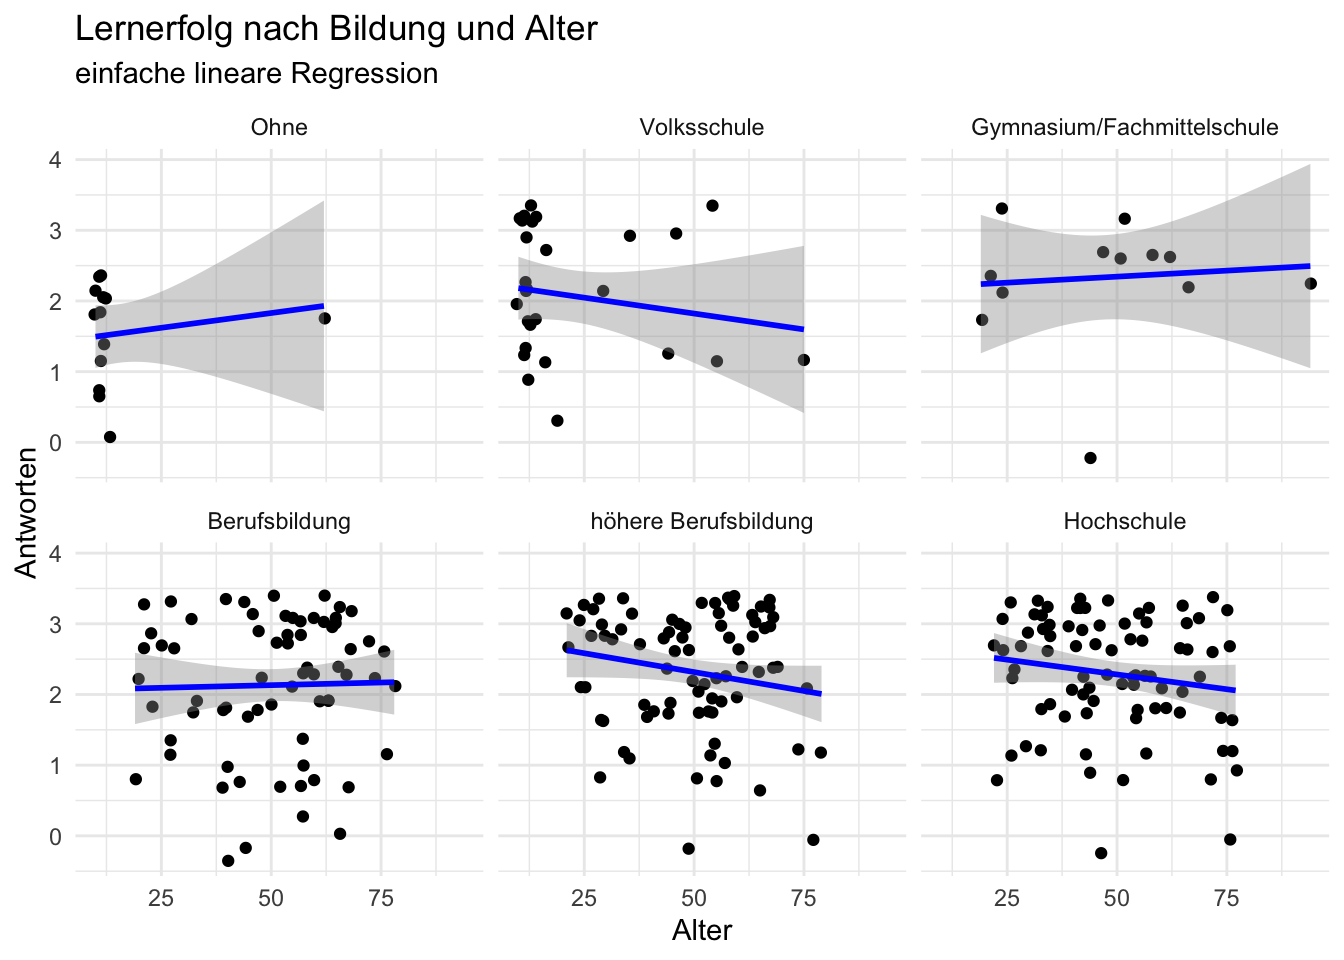 Lernerfolg nach Bildung und Alter
einfache lineare Regression
Ohne
Volksschule
Gymnasium/Fachmittelschule
4
3
2
1
0
Antworten
Berufsbildung
höhere Berufsbildung
Hochschule
4
3
2
1
0
25
50
75
25
50
75
25
50
75
Alter